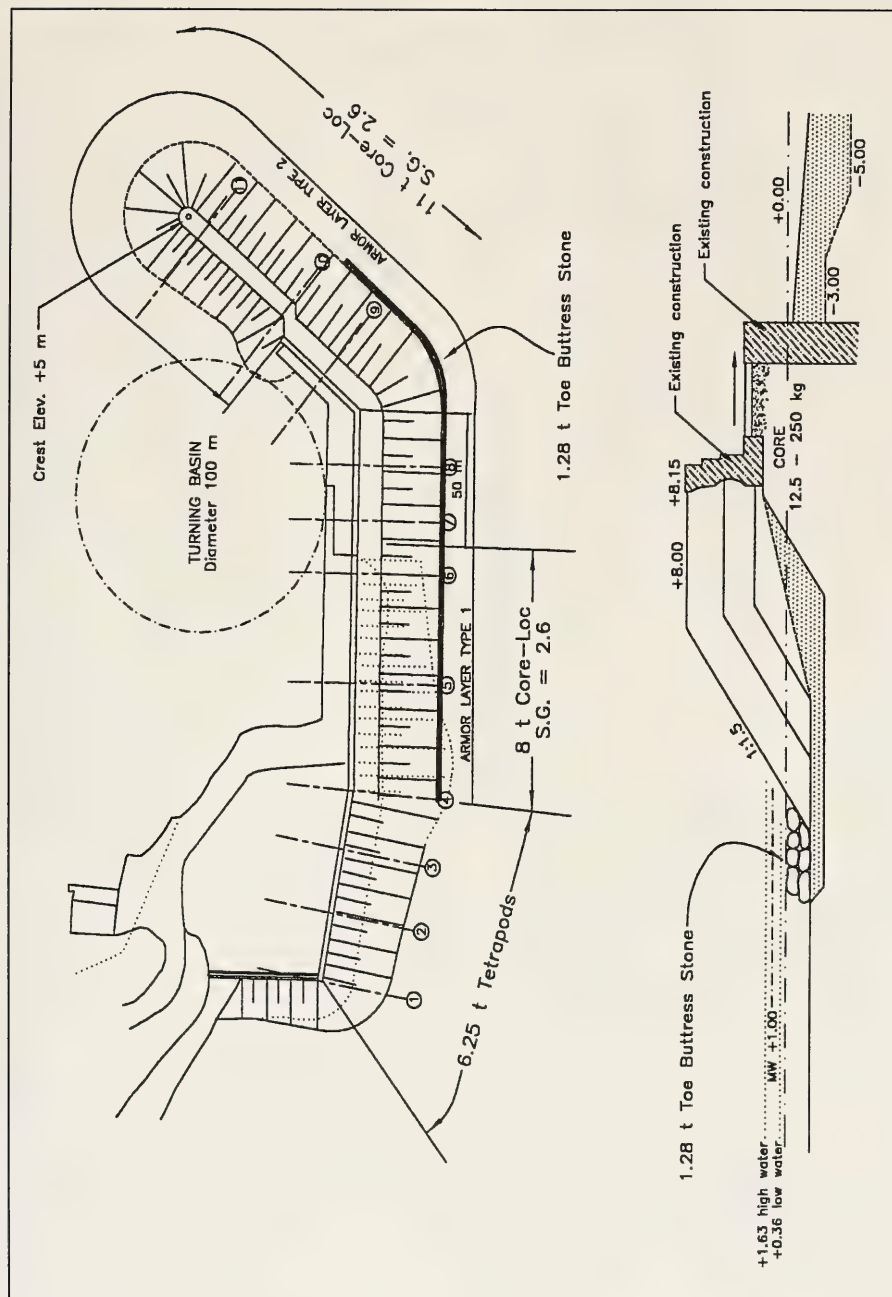 Crest Elev. +5 m
TURNING BASIN
Diameter 100 m
11 t Core-Loc
S.G. = 2.6
ARMOR LAYER TYPE 2
9
8
50 m
7
6
5
4
3
2
1
1.28 t Toe Buttress Stone
ARMOR LAYER TYPE 1
8 t Core-Loc
S.G. = 2.6
6.25 t Tetrapods
1.28 t Toe Buttress Stone
+1.63 high water
MW +1.00
+0.36 low water
1:1.5
+8.00
+8.15
Existing construction
Existing construction
CORE
12.5 - 250 kg
+0.00
-3.00
-5.00